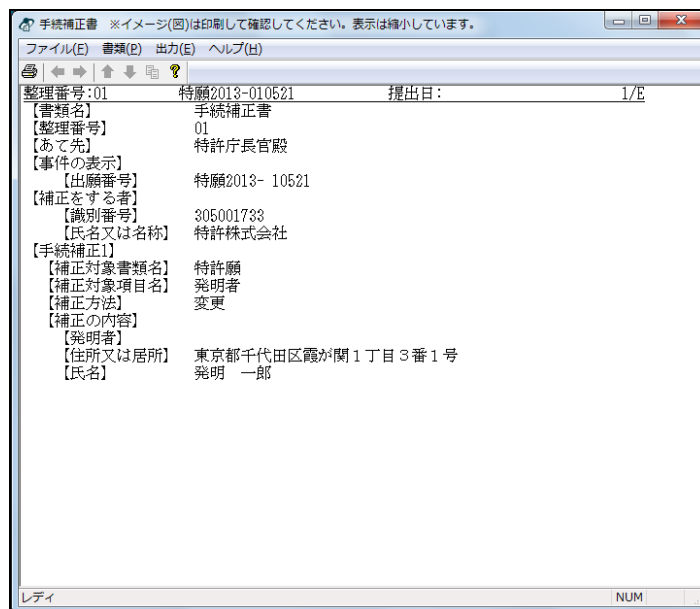 手続補正書　※イメージ(図)は印刷して確認してください。表示は縮小しています。
ファイル(F)　書類(P)　出力(E)　ヘルプ(H)
整理番号:01　特願2013-010521　提出日：　1/E
【書類名】　手続補正書
【整理番号】　01
【あて先】　特許庁長官殿
【事件の表示】
【出願番号】　特願2013- 10521
【補正をする者】
【識別番号】　305001733
【氏名又は名称】　特許株式会社
【手続補正1】
【補正対象書類名】　特許願
【補正対象項目名】　発明者
【補正方法】　変更
【補正の内容】
【発明者】
【住所又は居所】　東京都千代田区霞が関１丁目３番１号
【氏名】　発明　一郎
レディ　NUM